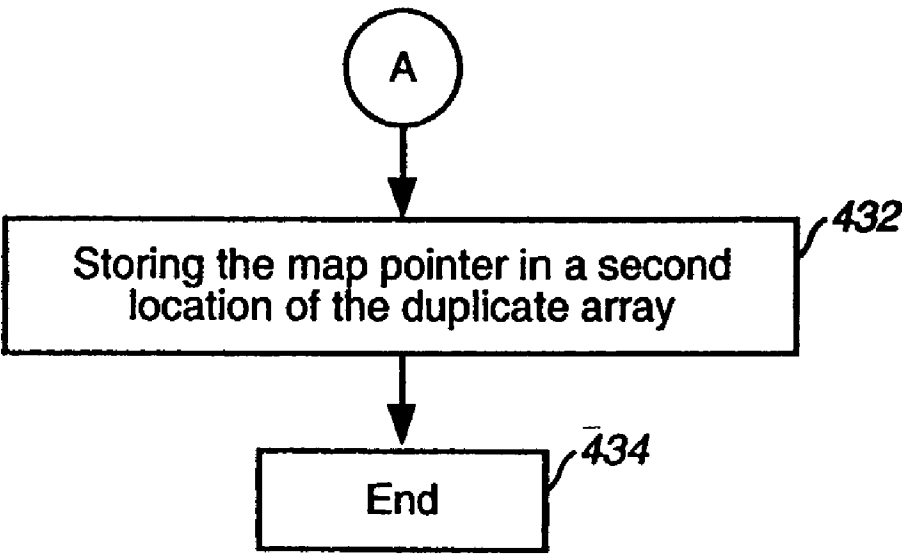 A
432
Storing the map pointer in a second
location of the duplicate array
434
End